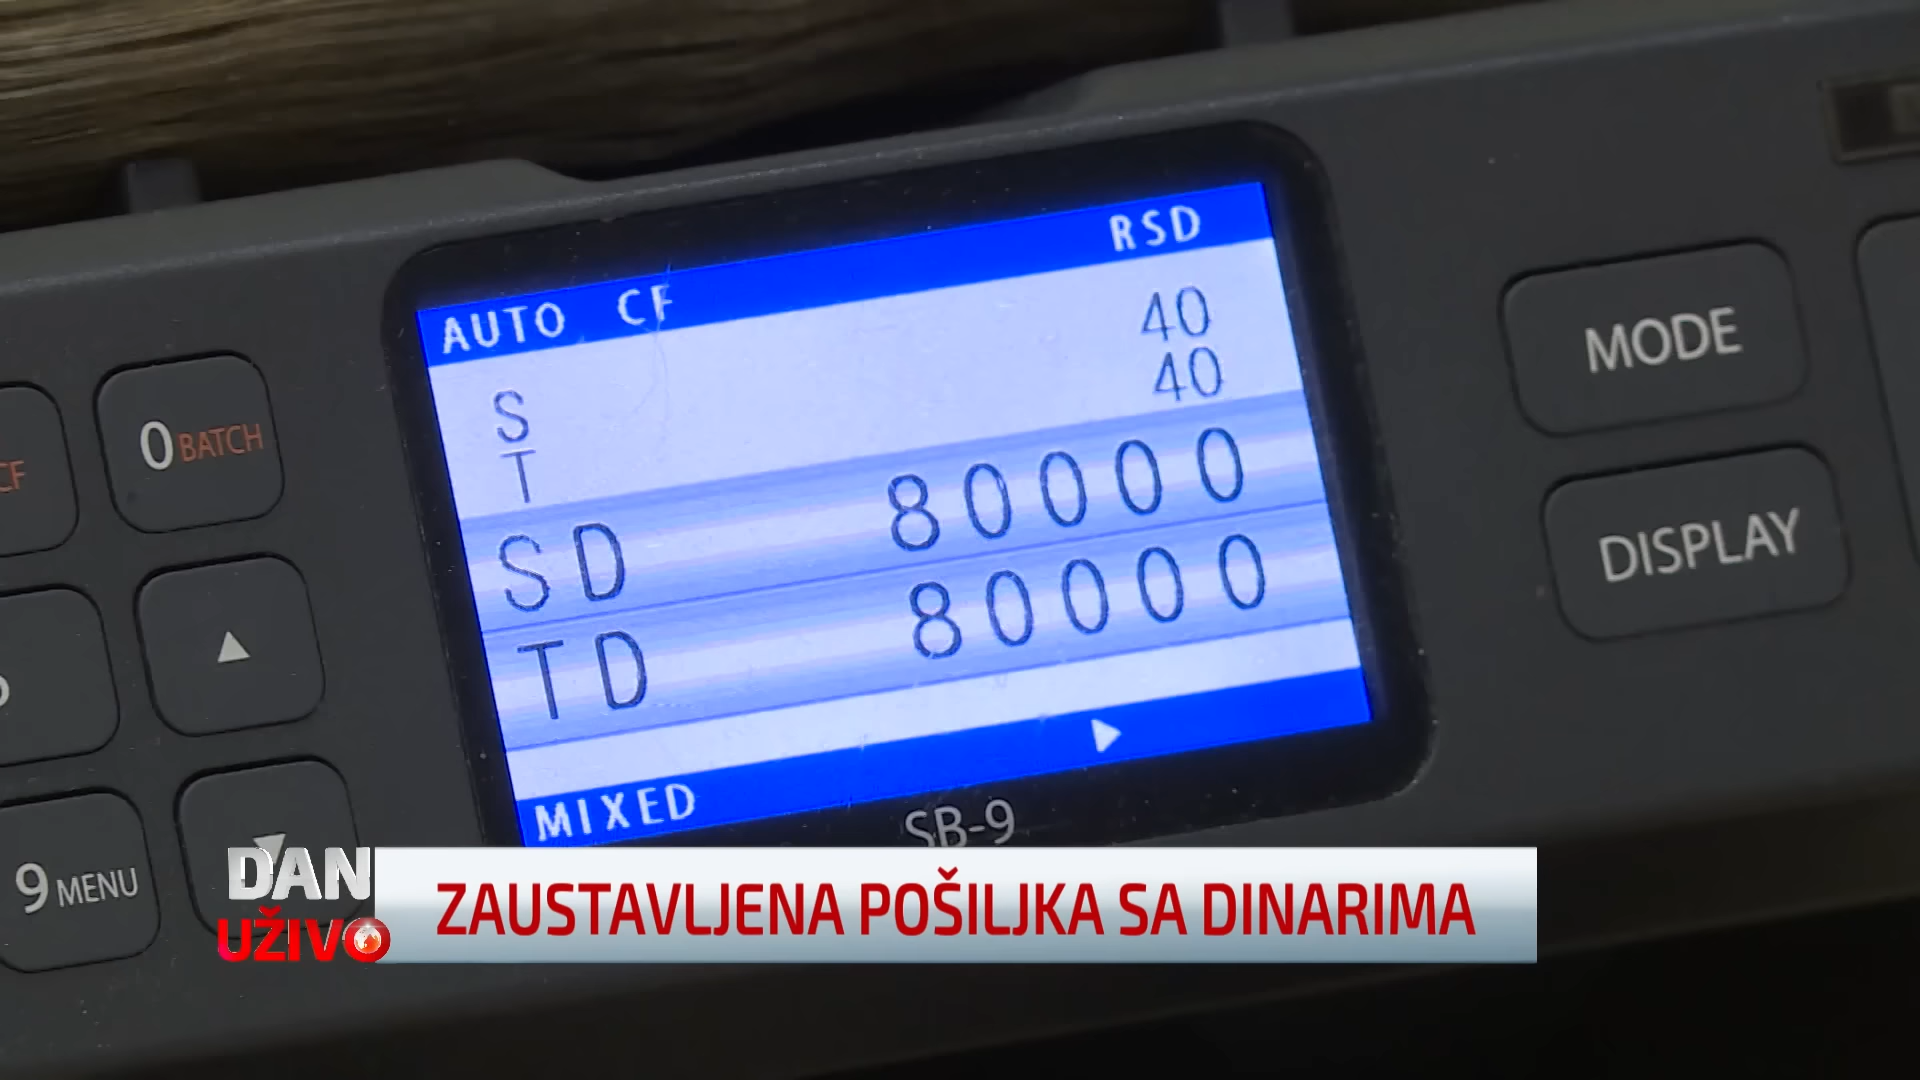 RSD
AUTO CF
40
S
40
T
SD 80000
TD 80000
MIXED
SB-9
MODE
DISPLAY
CF
0 BATCH
9 MENU
DAN
UŽIVO
ZAUSTAVLJENA POŠILJKA SA DINARIMA